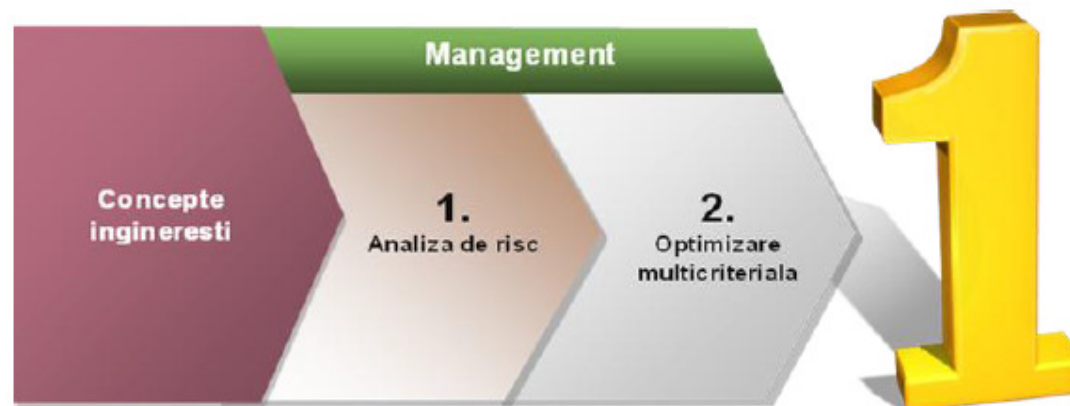 Management
Concepte
ingineresti
1.
Analiza de risc
2.
Optimizare
multicriteriala
1